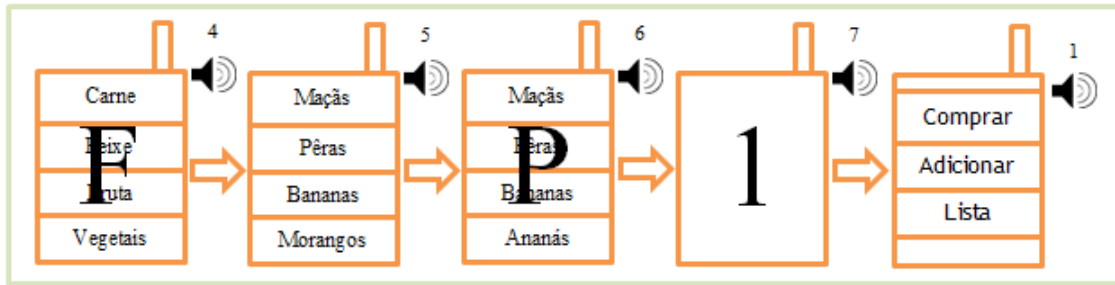 4
Carne
Peixe
Fruta
Vegetais
F
5
Maçãs
Pêras
Bananas
Morangos
6
Maçãs
Pêras
Bananas
Ananás
P
7
1
1
Comprar
Adicionar
Lista